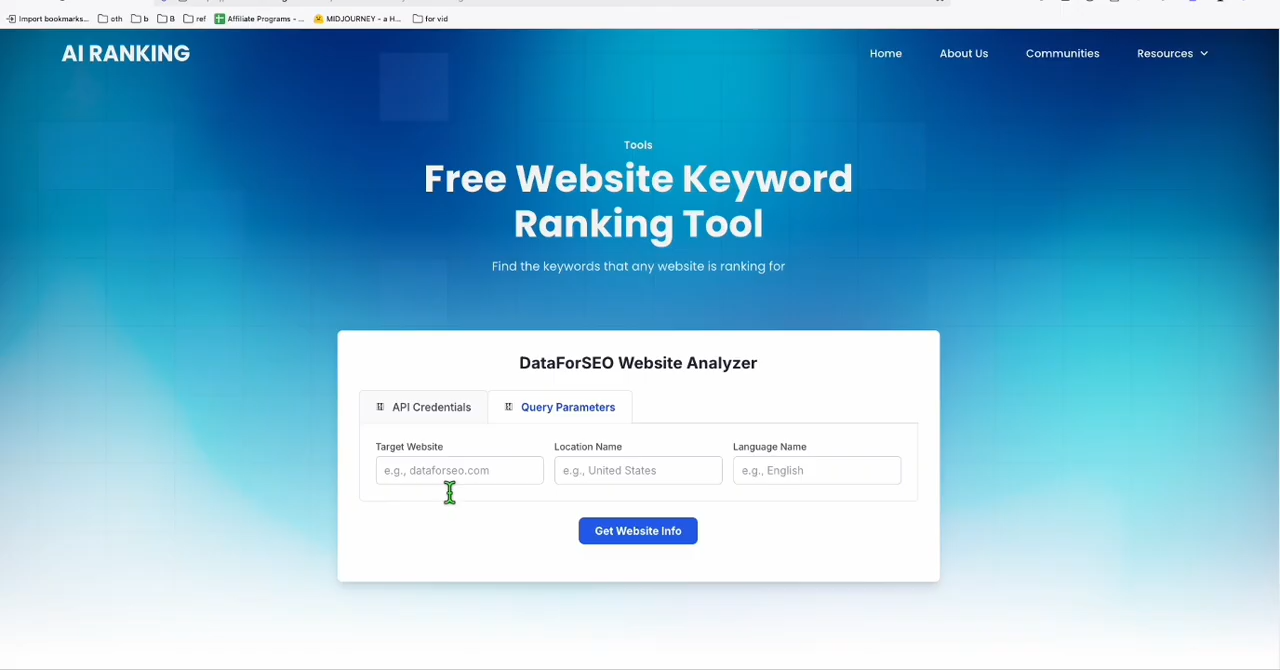 Import bookmarks... oth b B ref Affiliate Programs - ... MIDJOURNEY - a H... for vid
AI RANKING Home About Us Communities Resources
Tools
Free Website Keyword
Ranking Tool
Find the keywords that any website is ranking for
DataForSEO Website Analyzer
API Credentials Query Parameters
Target Website Location Name Language Name
e.g., dataforseo.com e.g., United States e.g., English
Get Website Info